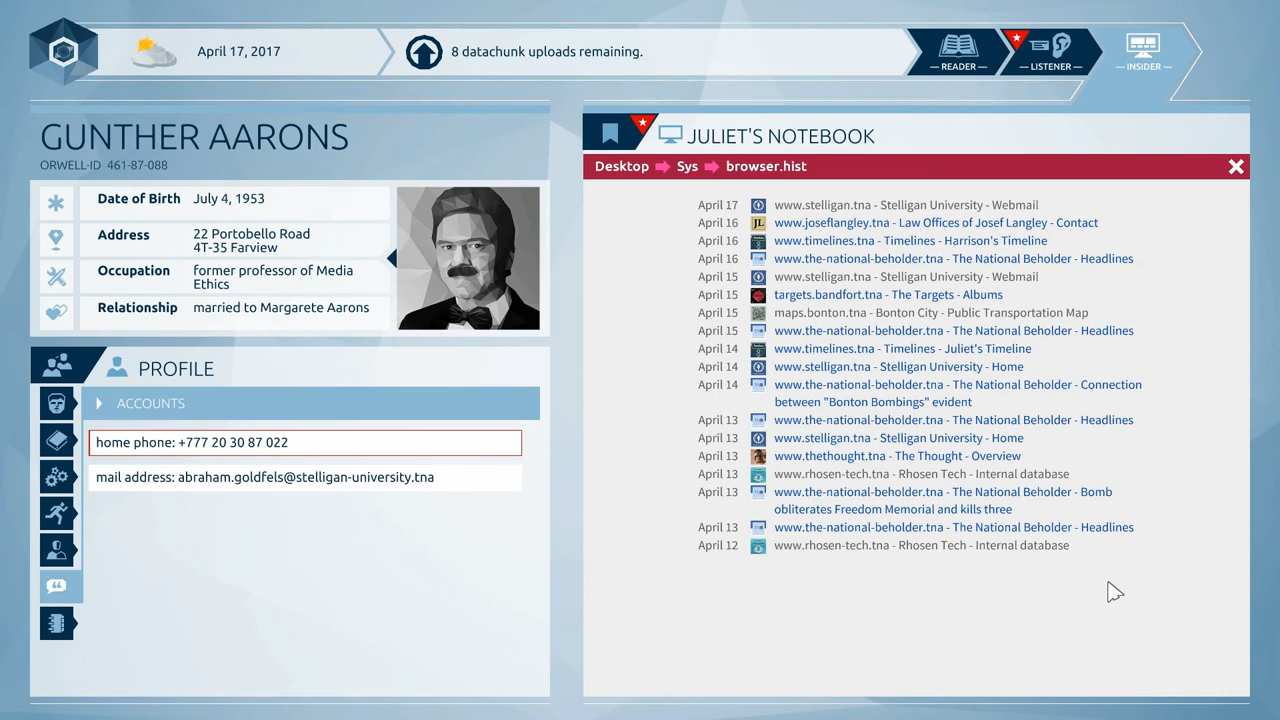 April 17, 2017
8 datachunk uploads remaining.
— READER —
— LISTENER —
— INSIDER —
GUNTHER AARONS
ORWELL-ID 461-87-088
Date of Birth July 4, 1953
Address 22 Portobello Road
4T-35 Farview
Occupation former professor of Media
Ethics
Relationship married to Margarete Aarons
PROFILE
ACCOUNTS
home phone: +777 20 30 87 022
mail address: abraham.goldfels@stelligan-university.tna
JULIET'S NOTEBOOK
Desktop Sys browser.hist
April 17 www.stelligan.tna - Stelligan University - Webmail
April 16 JL www.joseflangley.tna - Law Offices of Josef Langley - Contact
April 16 www.timelines.tna - Timelines - Harrison's Timeline
April 16 www.the-national-beholder.tna - The National Beholder - Headlines
April 15 www.stelligan.tna - Stelligan University - Webmail
April 15 targets.bandfort.tna - The Targets - Albums
April 15 maps.bonton.tna - Bonton City - Public Transportation Map
April 15 www.the-national-beholder.tna - The National Beholder - Headlines
April 14 www.timelines.tna - Timelines - Juliet's Timeline
April 14 www.stelligan.tna - Stelligan University - Home
April 14 www.the-national-beholder.tna - The National Beholder - Connection
between "Bonton Bombings" evident
April 13 www.the-national-beholder.tna - The National Beholder - Headlines
April 13 www.stelligan.tna - Stelligan University - Home
April 13 www.thethought.tna - The Thought - Overview
April 13 www.rhosen-tech.tna - Rhosen Tech - Internal database
April 13 www.the-national-beholder.tna - The National Beholder - Bomb
obliterates Freedom Memorial and kills three
April 13 www.the-national-beholder.tna - The National Beholder - Headlines
April 12 www.rhosen-tech.tna - Rhosen Tech - Internal database